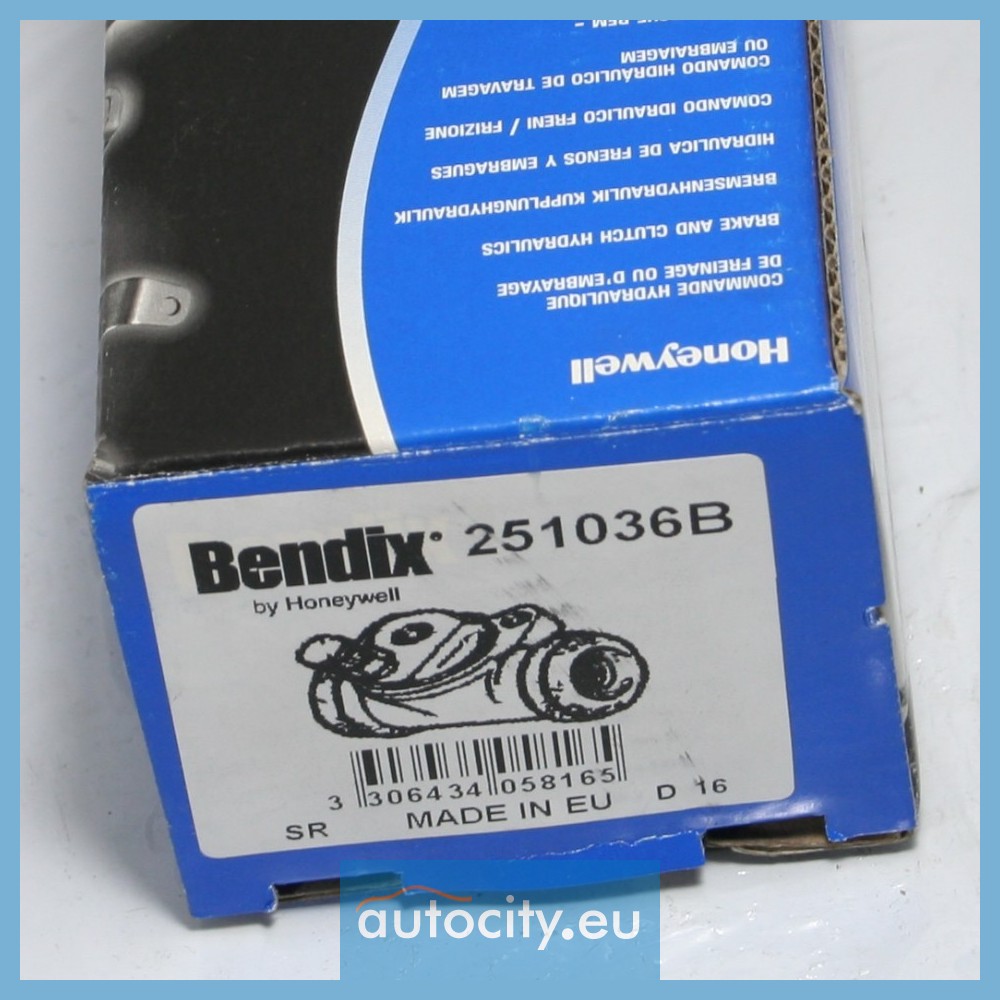 Honeywell
COMMANDE HYDRAULIQUE
DE FREINAGE OU D'EMBRAYAGE
BRAKE AND CLUTCH HYDRAULICS
BREMSENHYDRAULIK KUPPLUNGHYDRAULIK
HIDRAULICA DE FRENOS Y EMBRAGUES
COMANDO IDRAULICO FRENI / FRIZIONE
COMANDO HIDRÁULICO DE TRAVAGEM
OU EMBRAIAGEM
Bendix 251036B
by Honeywell
3 306434 058165
SR MADE IN EU D 16
autocity.eu